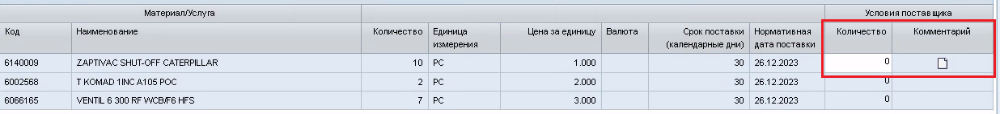 Материал/Услуга Условия поставщика
Код Наименование Количество Единица измерения Цена за единицу Валюта Срок поставки (календарные дни) Нормативная дата поставки Количество Комментарий
6140009 ZAPTIVAC SHUT-OFF CATERPILLAR 10 PC 1.000 30 26.12.2023 0
6002568 T KOMAD 1INC A105 POC 2 PC 2.000 30 26.12.2023 0
6066165 VENTIL 6 300 RF WCB/F6 HFS 7 PC 3.000 30 26.12.2023 0